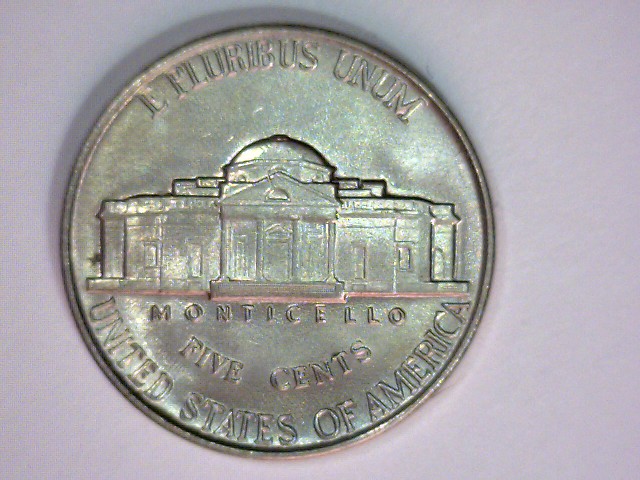 E PLURIBUS UNUM
MONTICELLO
FIVE CENTS
UNITED STATES OF AMERICA